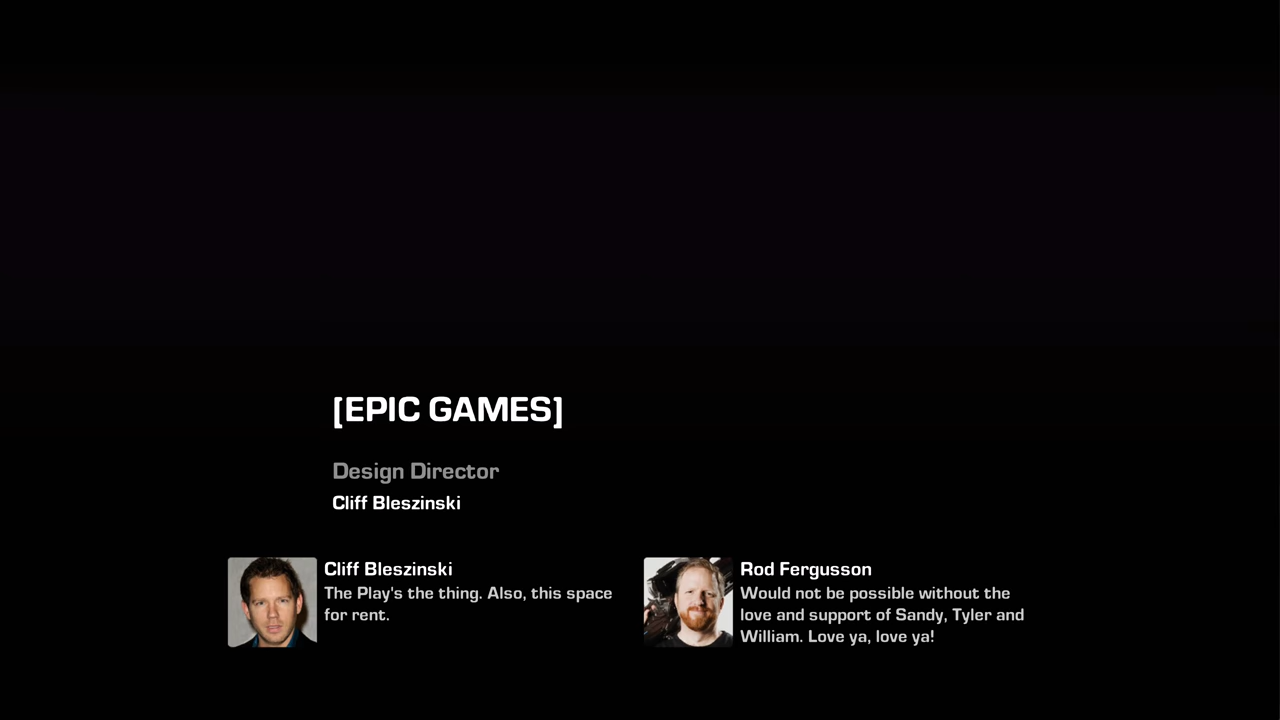 [EPIC GAMES]
Design Director
Cliff Bleszinski
Cliff Bleszinski
The Play's the thing. Also, this space
for rent.
Rod Fergusson
Would not be possible without the
love and support of Sandy, Tyler and
William. Love ya, love ya!